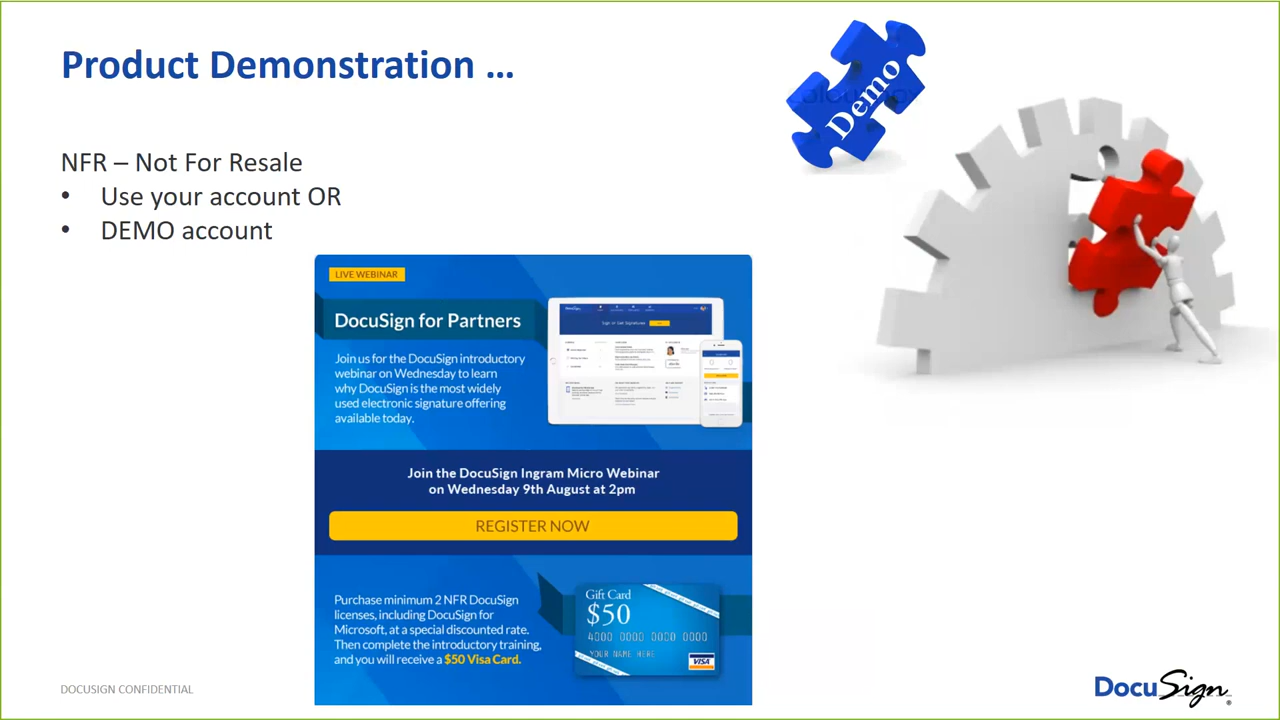 Product Demonstration ...
Demo
NFR – Not For Resale
• Use your account OR
• DEMO account
LIVE WEBINAR
DocuSign for Partners
Join us for the DocuSign introductory
webinar on Wednesday to learn
why DocuSign is the most widely
used electronic signature offering
available today.
Sign or Get Signatures
Join the DocuSign Ingram Micro Webinar
on Wednesday 9th August at 2pm
REGISTER NOW
Purchase minimum 2 NFR DocuSign
licenses, including DocuSign for
Microsoft, at a special discounted rate.
Then complete the introductory training,
and you will receive a $50 Visa Card.
Gift Card
$50
4000 0000 0000 0000
YOUR NAME HERE
VISA
DOCUSIGN CONFIDENTIAL
DocuSign®